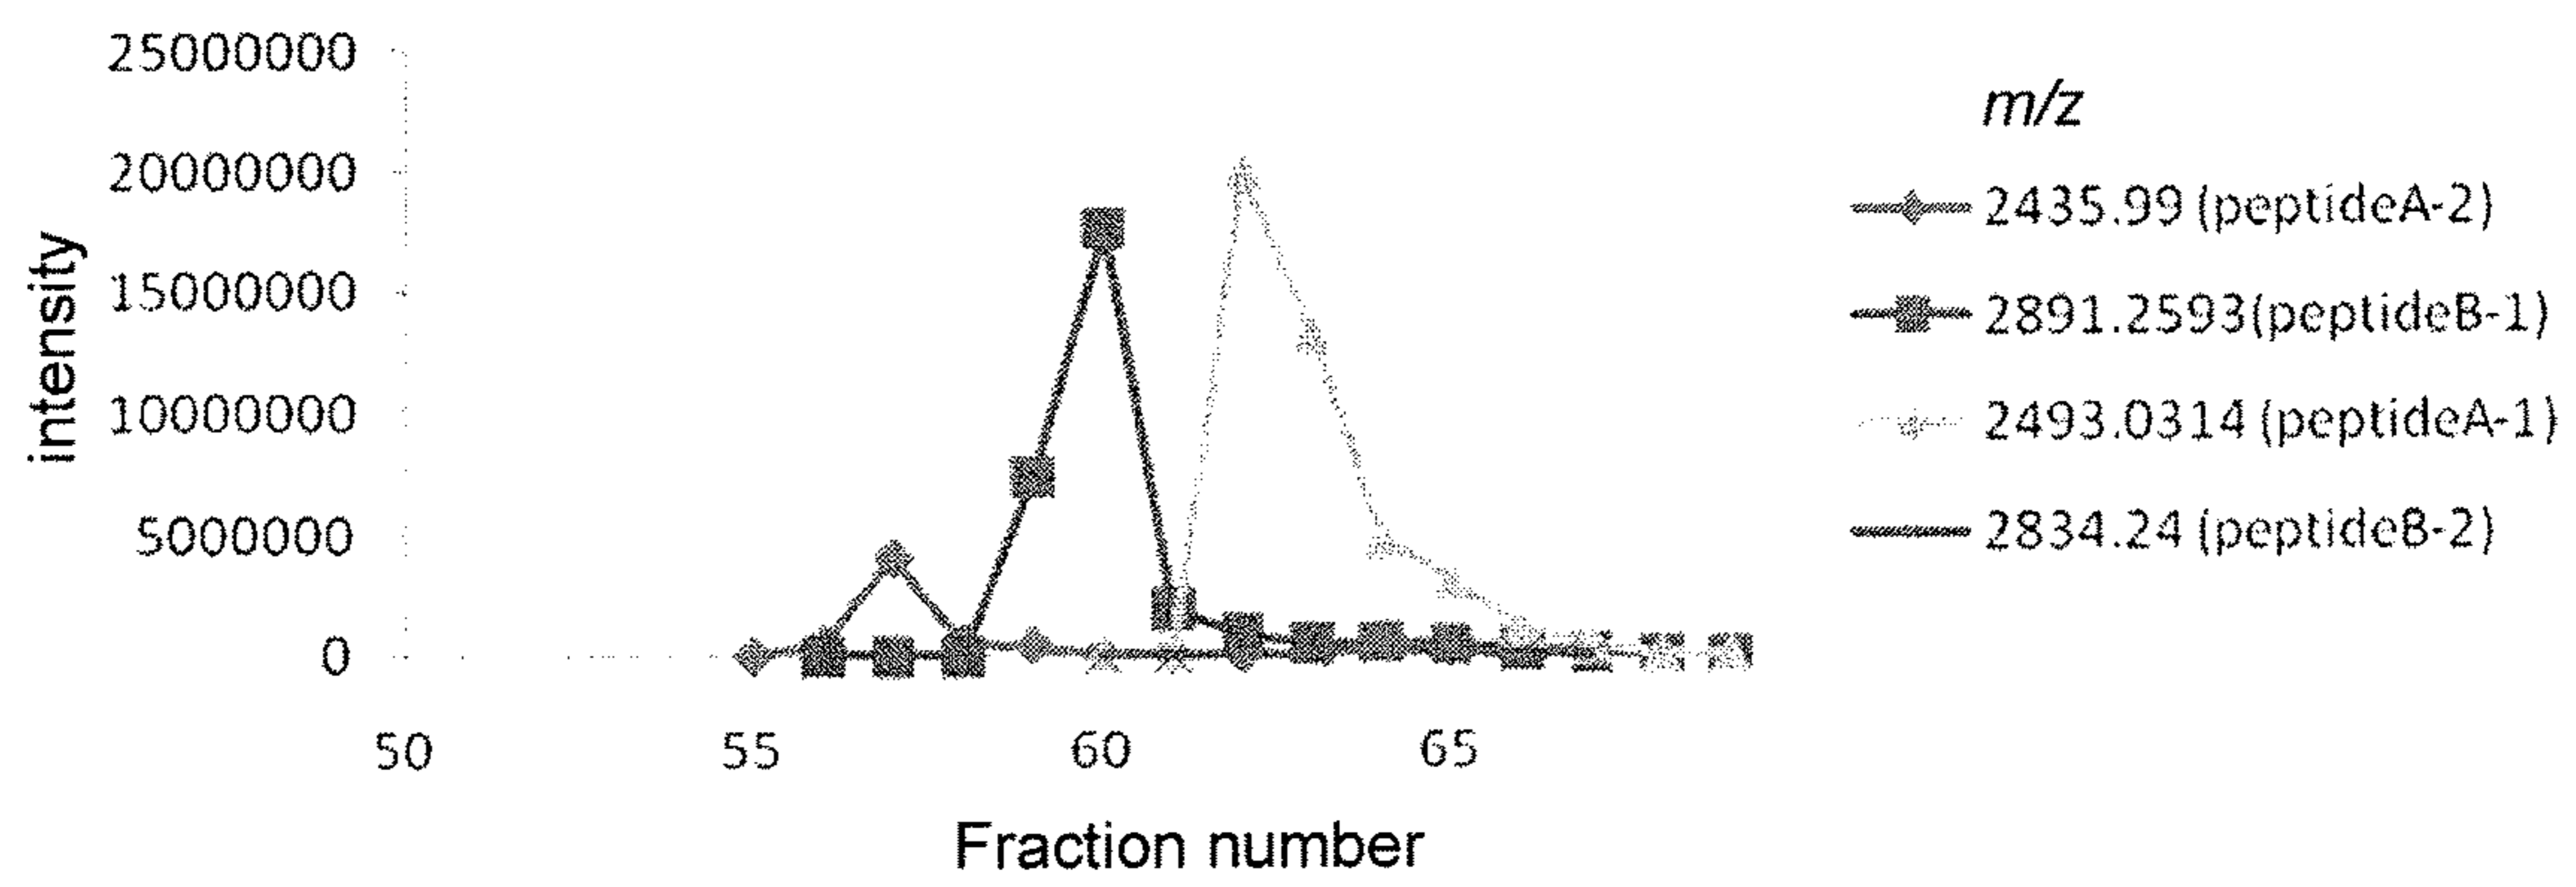 25000000
20000000
15000000
10000000
5000000
0
intensity
50 55 60 65
Fraction number
m/z
2435.99 (peptideA-2)
2891.2593(peptideB-1)
2493.0314 (peptideA-1)
2834.24 (peptideB-2)